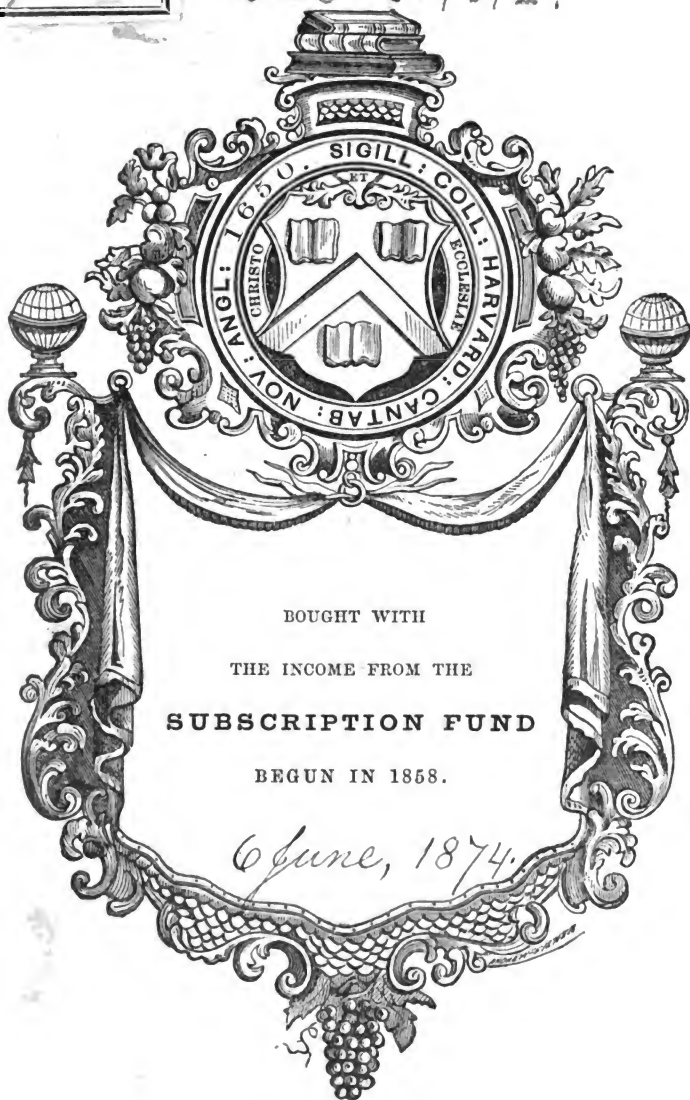 SIGILL : COLL : HARVARD : CANTAB : NOV : ANGL : 1650.
ET
CHRISTO
ECCLESIAE
BOUGHT WITH
THE INCOME FROM THE
SUBSCRIPTION FUND
BEGUN IN 1858.
6 June, 1874.